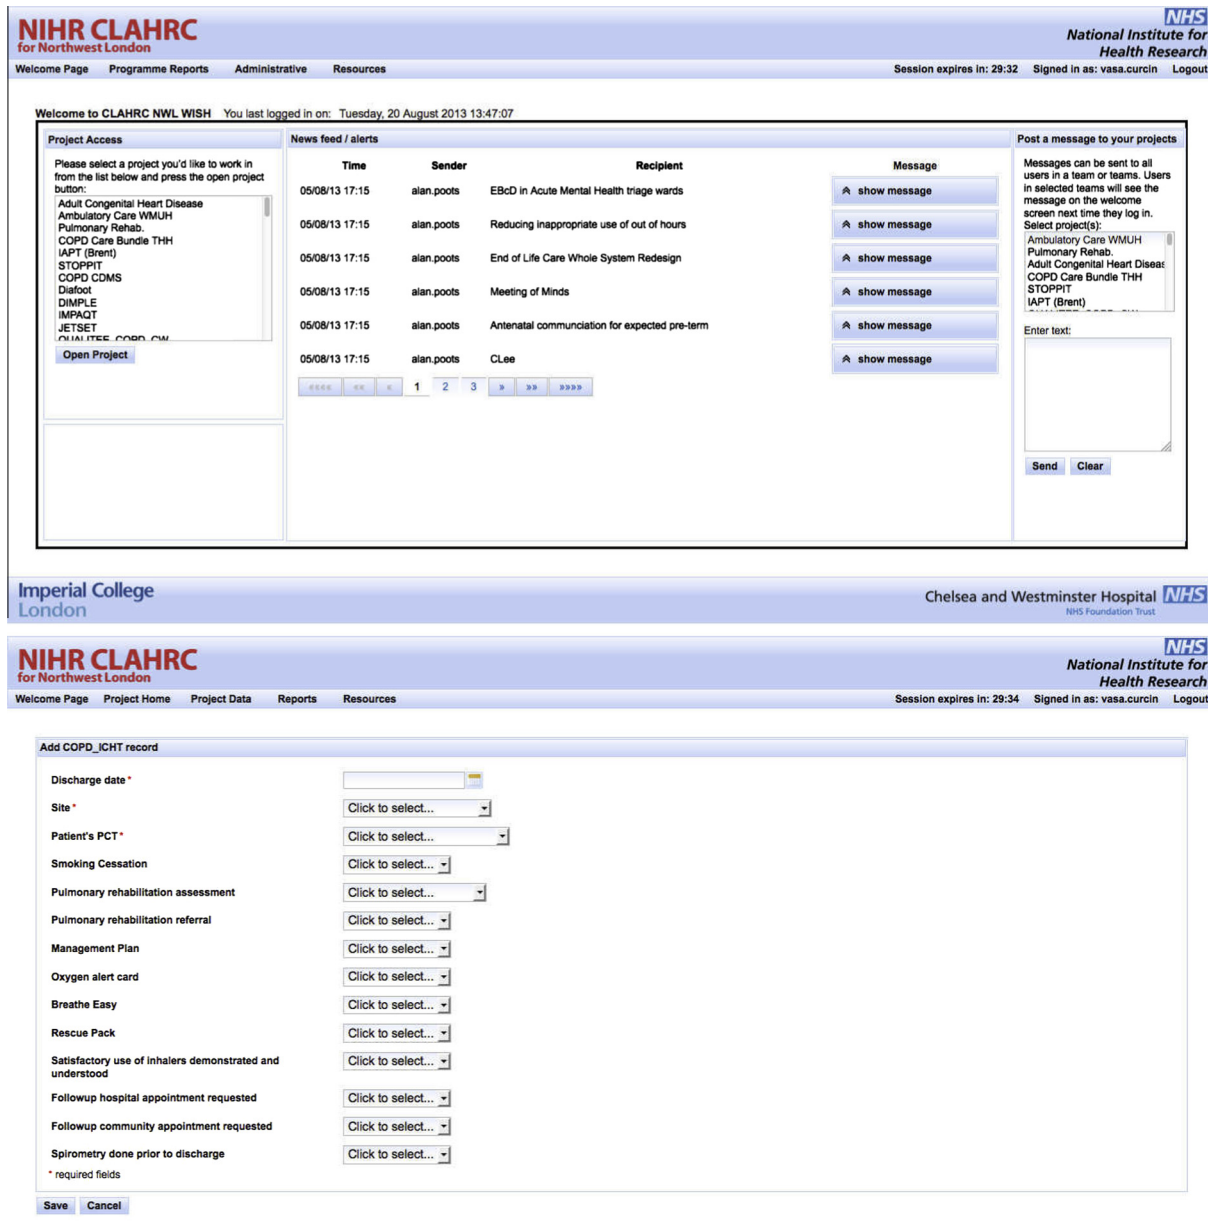 NIHR CLAHRC
for Northwest London
NHS
National Institute for
Health Research
Welcome Page Programme Reports Administrative Resources Session expires in: 29:32 Signed in as: vasa.curcin Logout
Welcome to CLAHRC NWL WISH You last logged in on: Tuesday, 20 August 2013 13:47:07
Project Access
Please select a project you'd like to work in
from the list below and press the open project
button:
Adult Congenital Heart Disease
Ambulatory Care WMUH
Pulmonary Rehab.
COPD Care Bundle THH
IAPT (Brent)
STOPPIT
COPD CDMS
Diafoot
DIMPLE
IMPAQT
JETSET
QUALITEE_COPD_CW
Open Project
News feed / alerts
Time Sender Recipient Message
05/08/13 17:15 alan.poots EBcD in Acute Mental Health triage wards show message
05/08/13 17:15 alan.poots Reducing inappropriate use of out of hours show message
05/08/13 17:15 alan.poots End of Life Care Whole System Redesign show message
05/08/13 17:15 alan.poots Meeting of Minds show message
05/08/13 17:15 alan.poots Antenatal communciation for expected pre-term show message
05/08/13 17:15 alan.poots CLee show message
«««« «« « 1 2 3 » »» »»»»
Post a message to your projects
Messages can be sent to all
users in a team or teams. Users
in selected teams will see the
message on the welcome
screen next time they log in.
Select project(s):
Ambulatory Care WMUH
Pulmonary Rehab.
Adult Congenital Heart Diseas
COPD Care Bundle THH
STOPPIT
IAPT (Brent)
Enter text:
Send Clear
Imperial College
London
Chelsea and Westminster Hospital NHS
NHS Foundation Trust
NIHR CLAHRC
for Northwest London
NHS
National Institute for
Health Research
Welcome Page Project Home Project Data Reports Resources Session expires in: 29:34 Signed in as: vasa.curcin Logout
Add COPD_ICHT record
Discharge date *
Site * Click to select...
Patient's PCT * Click to select...
Smoking Cessation Click to select...
Pulmonary rehabilitation assessment Click to select...
Pulmonary rehabilitation referral Click to select...
Management Plan Click to select...
Oxygen alert card Click to select...
Breathe Easy Click to select...
Rescue Pack Click to select...
Satisfactory use of inhalers demonstrated and
understood Click to select...
Followup hospital appointment requested Click to select...
Followup community appointment requested Click to select...
Spirometry done prior to discharge Click to select...
* required fields
Save Cancel